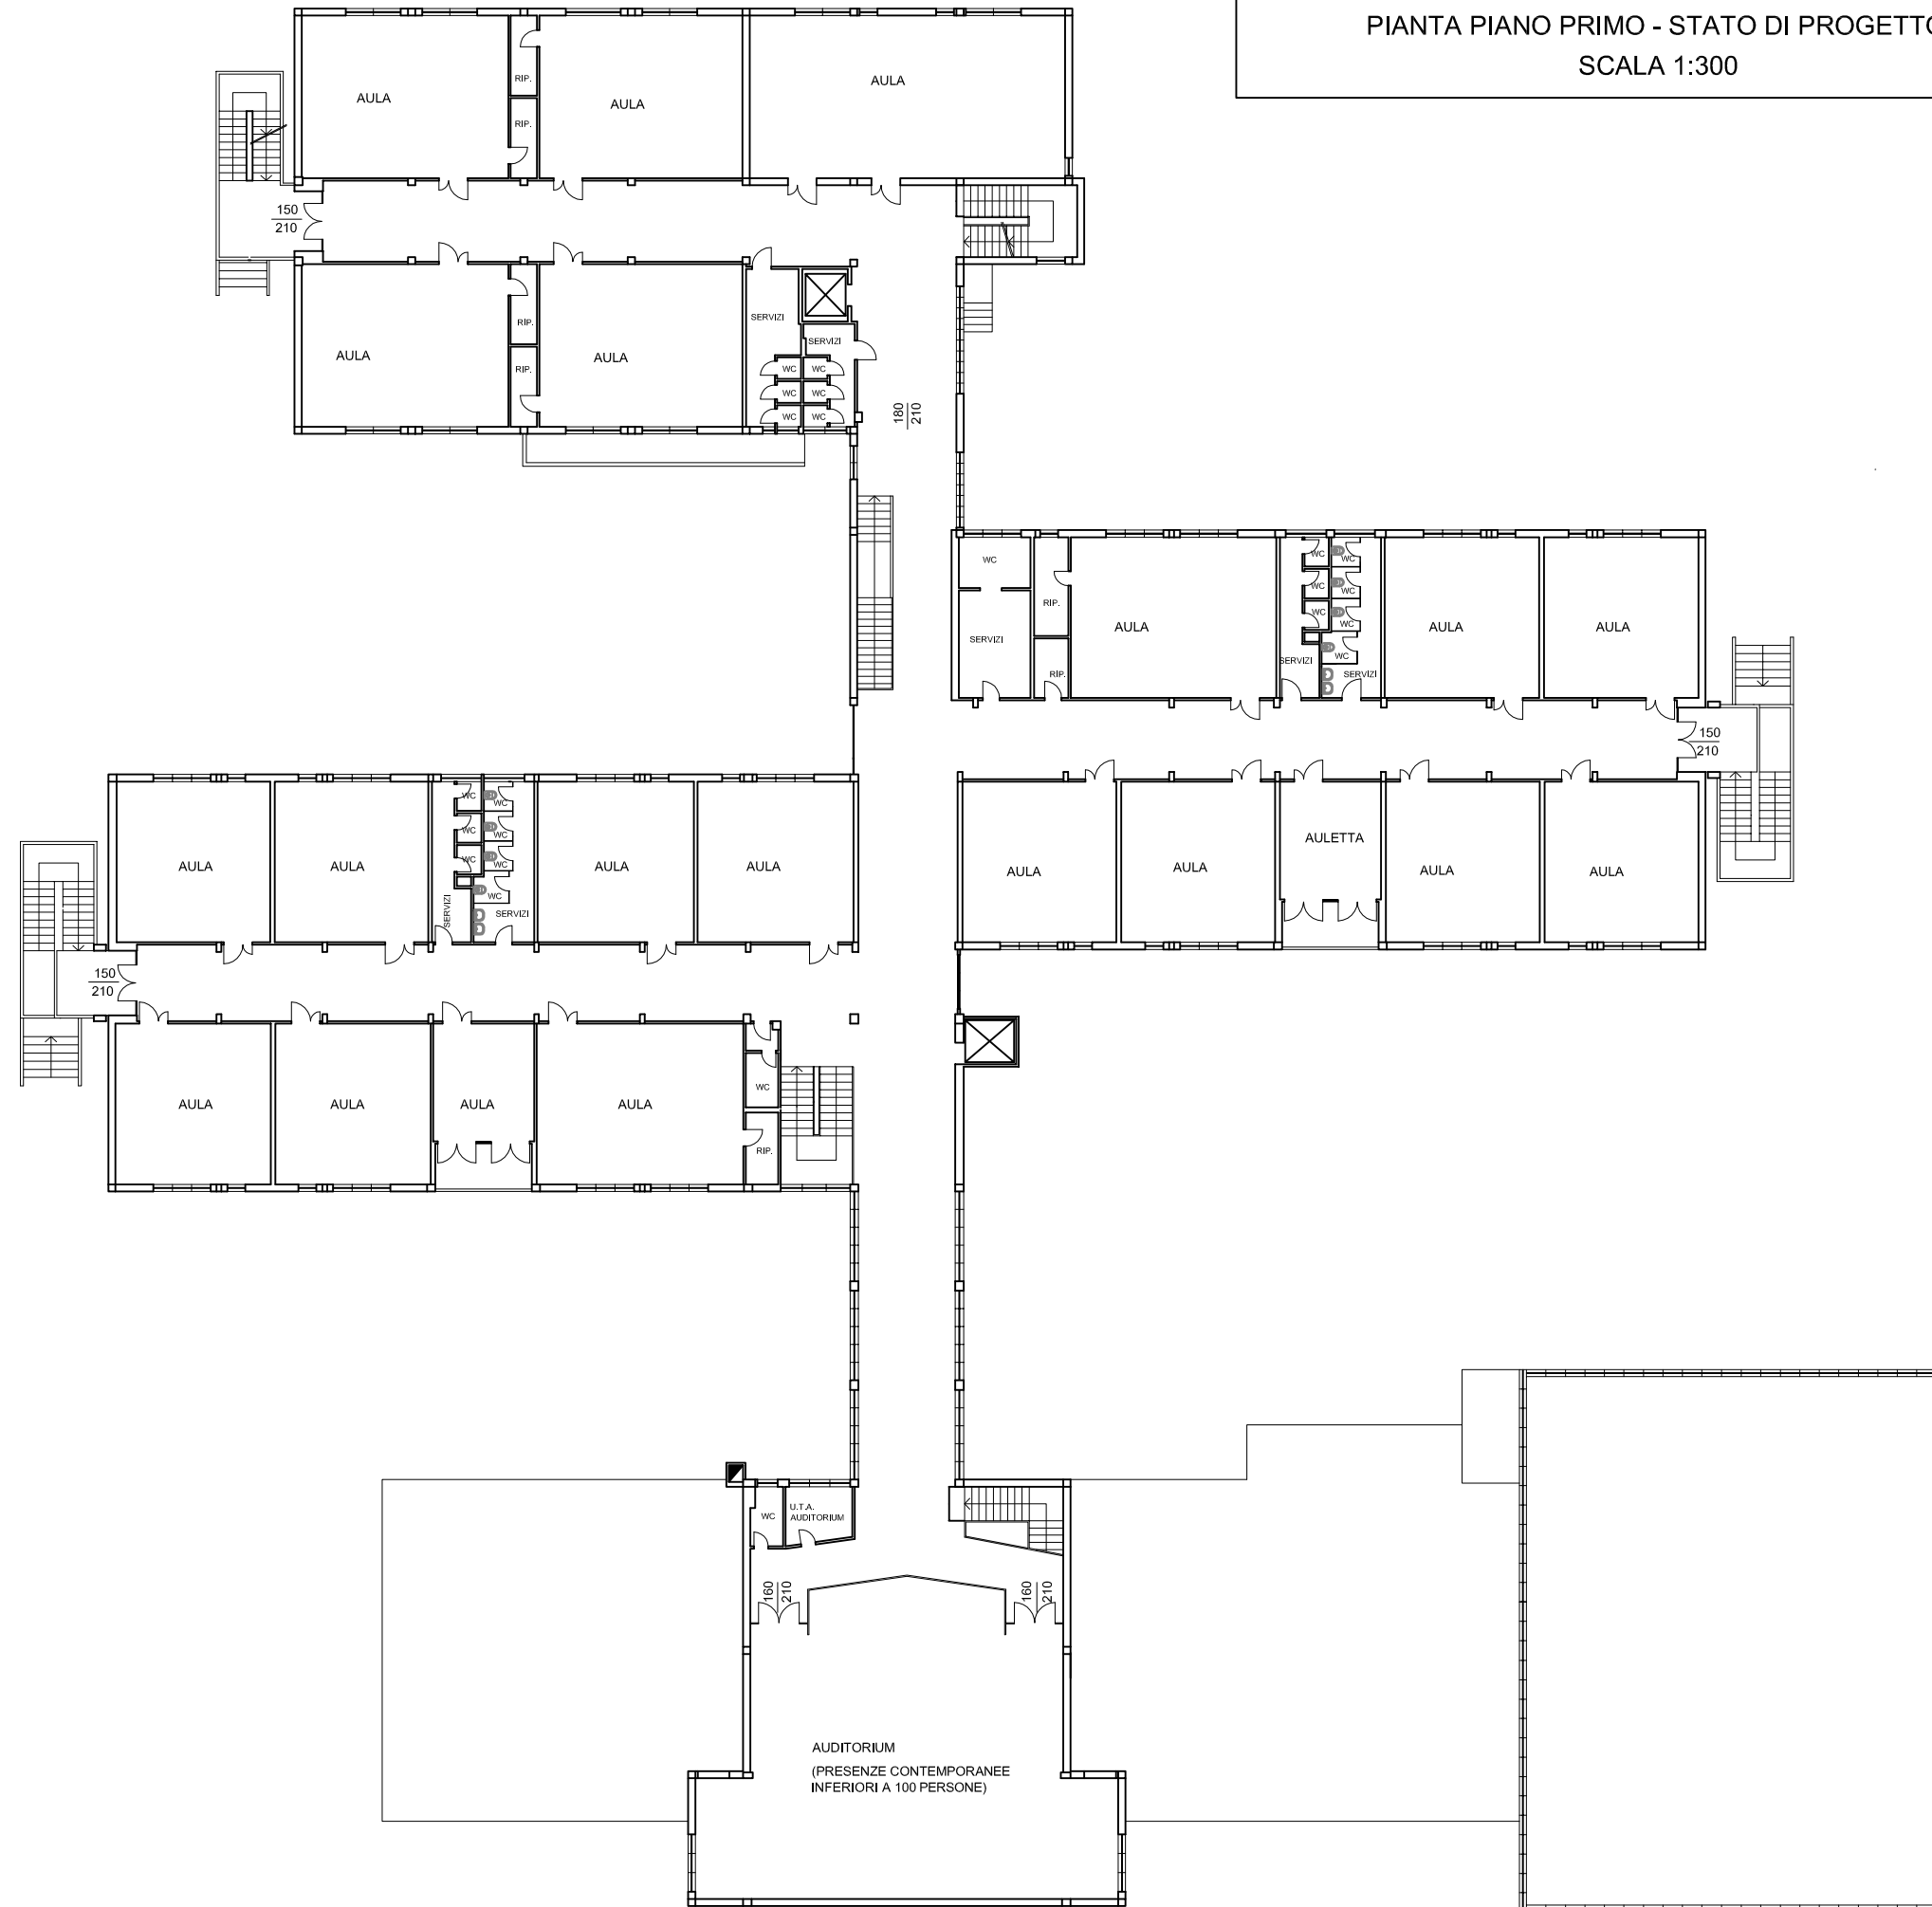 PIANTA PIANO PRIMO - STATO DI PROGETTO
SCALA 1:300
AULA
AULA
AULA
RIP.
RIP.
150
210
SERVIZI
RIP.
SERVIZI
AULA
AULA
RIP.
WC
WC
WC
WC
WC
WC
180
210
WC
RIP.
SERVIZI
RIP.
AULA
WC
WC
WC
WC
WC
WC
WC
SERVIZI
SERVIZI
AULA
AULA
150
210
AULA
AULA
AULETTA
AULA
AULA
AULA
AULA
WC
WC
WC
WC
WC
WC
WC
SERVIZI
SERVIZI
AULA
AULA
150
210
AULA
AULA
AULA
AULA
WC
RIP.
WC
U.T.A.
AUDITORIUM
160
210
160
210
AUDITORIUM
(PRESENZE CONTEMPORANEE
INFERIORI A 100 PERSONE)